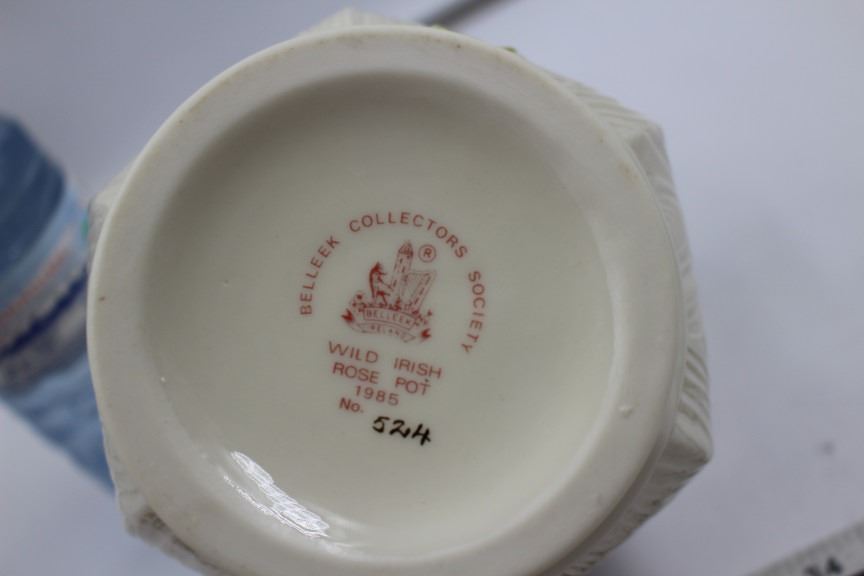 BELLEEK COLLECTORS SOCIETY
®
BELLEEK
IRELAND
WILD IRISH
ROSE POT
1985
No. 524